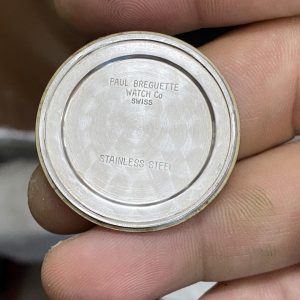 PAUL BREGUETTE
WATCH Co
SWISS
STAINLESS-STEEL